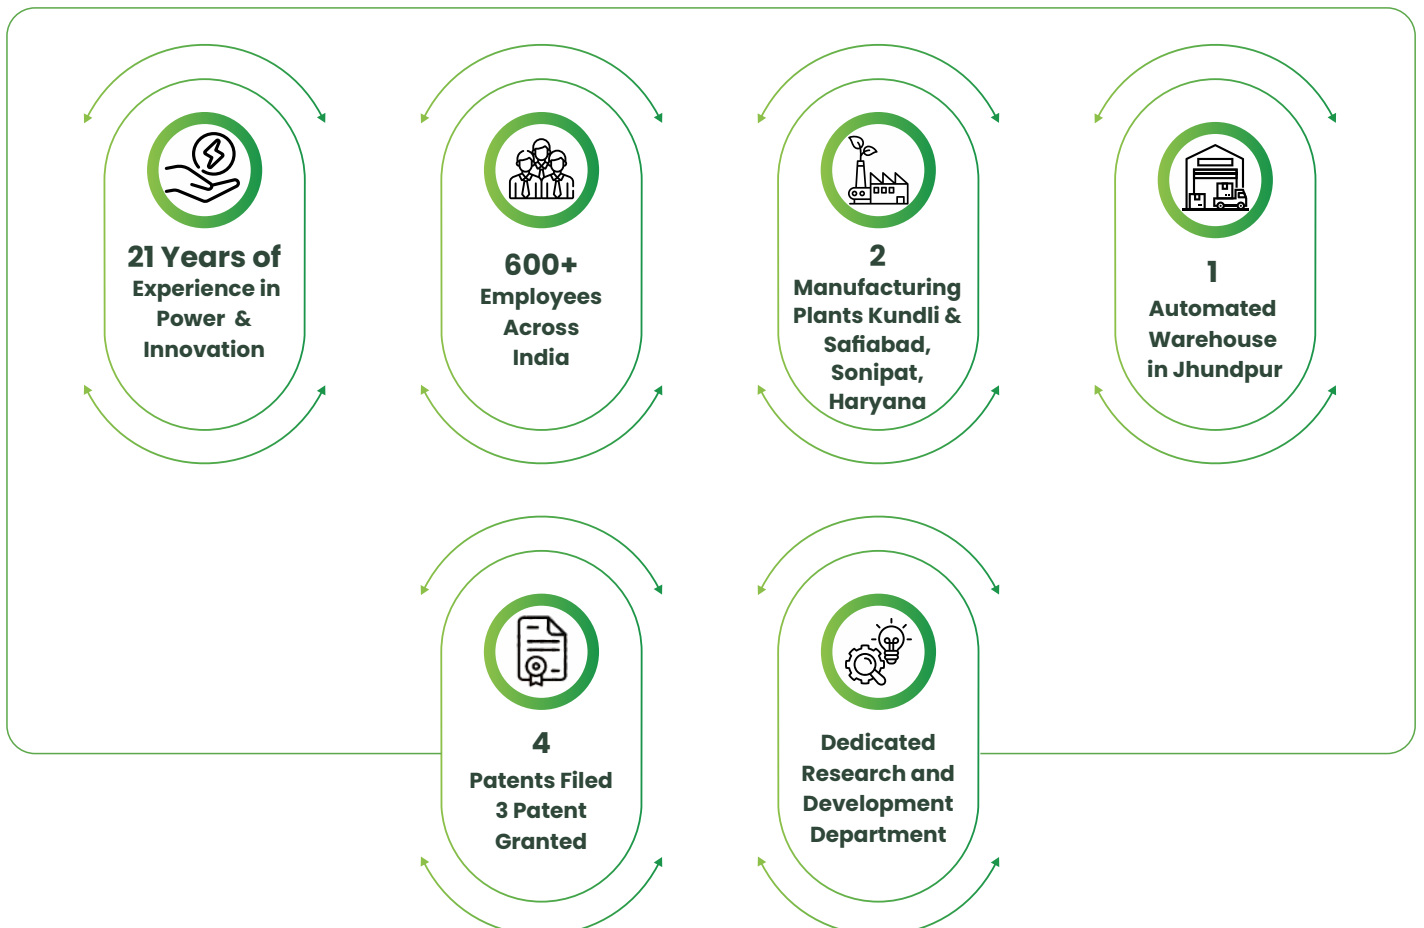 21 Years of
Experience in
Power &
Innovation
600+
Employees
Across
India
2
Manufacturing
Plants Kundli &
Safiabad,
Sonipat,
Haryana
1
Automated
Warehouse
in Jhundpur
4
Patents Filed
3 Patent
Granted
Dedicated
Research and
Development
Department